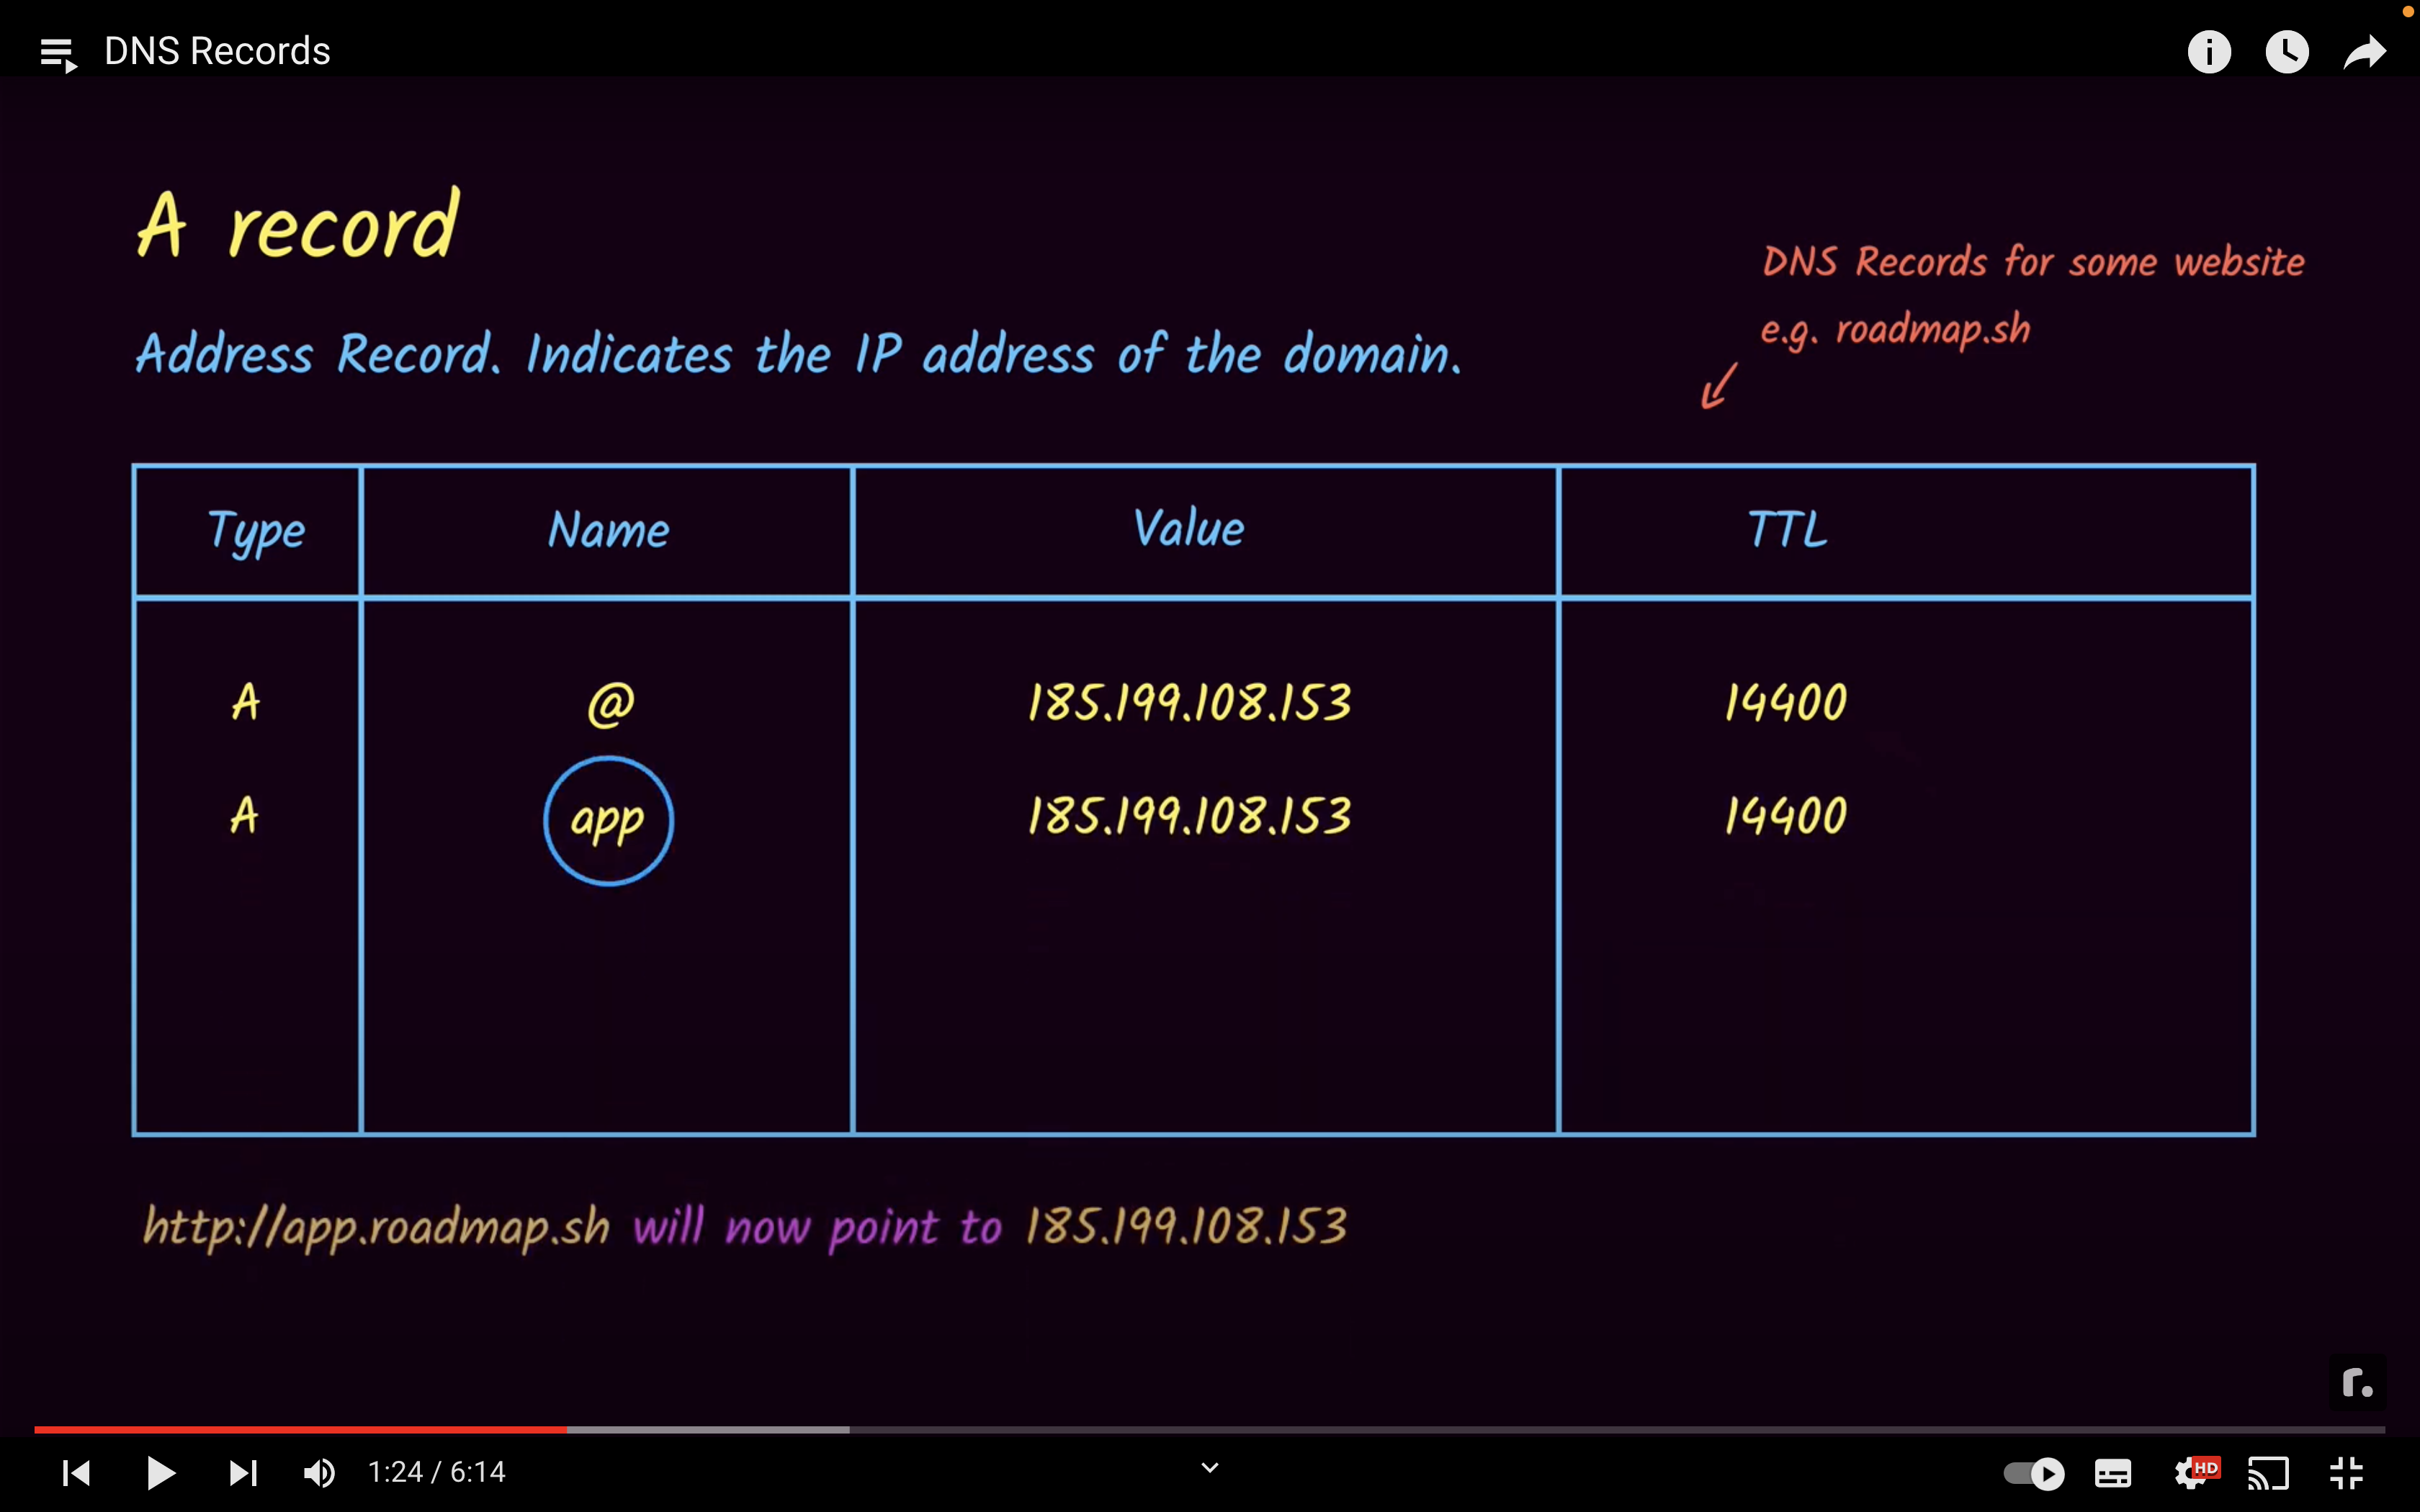 DNS Records
A record
DNS Records for some website
e.g. roadmap.sh
Address Record. Indicates the IP address of the domain.
Type Name Value TTL
A @ 185.199.108.153 14400
A app 185.199.108.153 14400
http://app.roadmap.sh will now point to 185.199.108.153
r.
1:24 / 6:14
HD